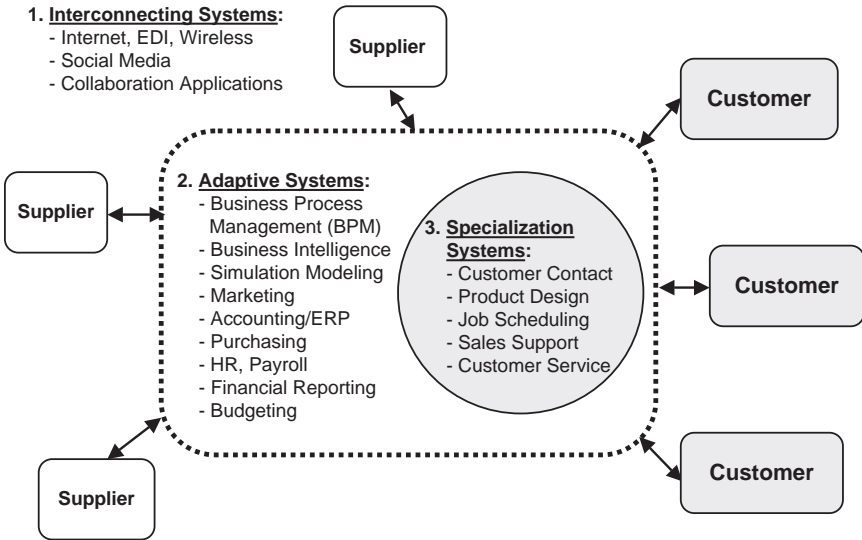 1. Interconnecting Systems:
- Internet, EDI, Wireless
- Social Media
- Collaboration Applications
Supplier
Customer
Supplier
2. Adaptive Systems:
- Business Process
Management (BPM)
- Business Intelligence
- Simulation Modeling
- Marketing
- Accounting/ERP
- Purchasing
- HR, Payroll
- Financial Reporting
- Budgeting
3. Specialization
Systems:
- Customer Contact
- Product Design
- Job Scheduling
- Sales Support
- Customer Service
Customer
Supplier
Customer